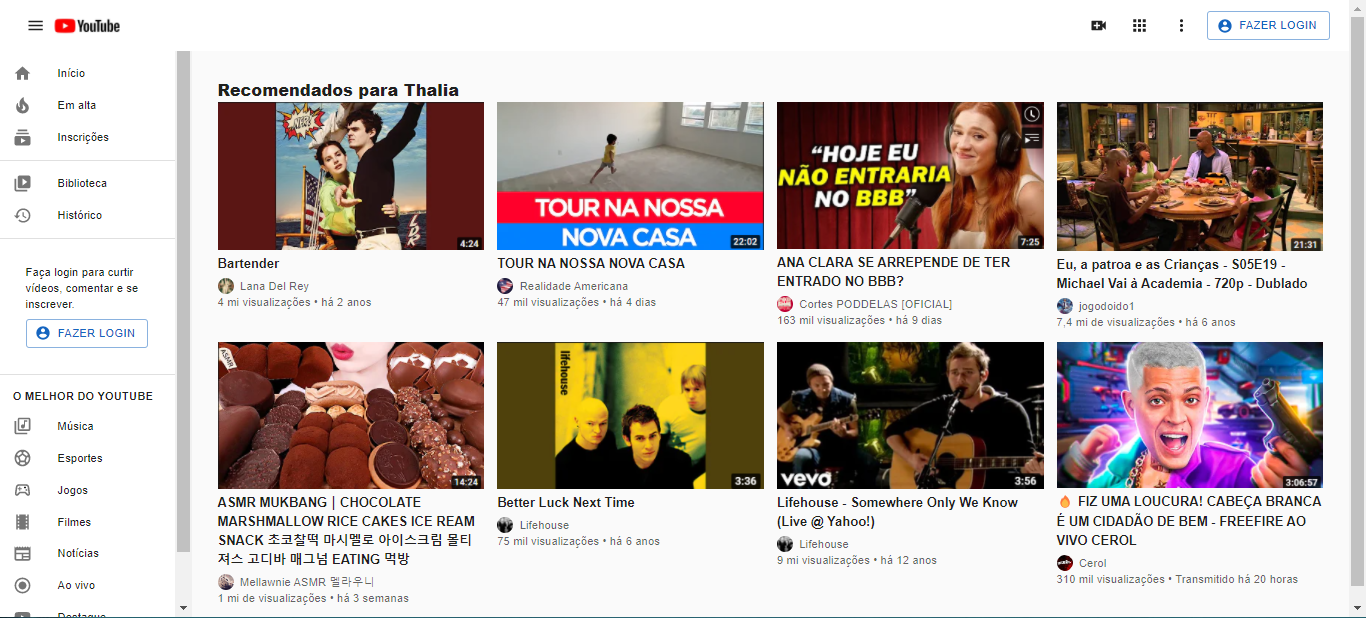 YouTube
FAZER LOGIN
Início
Em alta
Inscrições
Biblioteca
Histórico
Faça login para curtir
vídeos, comentar e se
inscrever.
FAZER LOGIN
O MELHOR DO YOUTUBE
Música
Esportes
Jogos
Filmes
Notícias
Ao vivo
Destaque
Recomendados para Thalia
NFR!
LDR
4:24
Bartender
Lana Del Rey
4 mi visualizações • há 2 anos
TOUR NA NOSSA
NOVA CASA
22:02
TOUR NA NOSSA NOVA CASA
Realidade Americana
47 mil visualizações • há 4 dias
“HOJE EU
NÃO ENTRARIA
NO BBB”
7:25
ANA CLARA SE ARREPENDE DE TER
ENTRADO NO BBB?
Cortes PODDELAS [OFICIAL]
163 mil visualizações • há 9 dias
21:31
Eu, a patroa e as Crianças - S05E19 -
Michael Vai à Academia - 720p - Dublado
jogodoido1
7,4 mi de visualizações • há 6 anos
ASMR
14:24
ASMR MUKBANG | CHOCOLATE
MARSHMALLOW RICE CAKES ICE REAM
SNACK 초코찰떡 마시멜로 아이스크림 몰티
져스 고디바 매그넘 EATING 먹방
Mellawnie ASMR 멜라우니
1 mi de visualizações • há 3 semanas
lifehouse
3:36
Better Luck Next Time
Lifehouse
75 mil visualizações • há 6 anos
vevo
3:56
Lifehouse - Somewhere Only We Know
(Live @ Yahoo!)
Lifehouse
9 mi visualizações • há 12 anos
3:06:57
🔥 FIZ UMA LOUCURA! CABEÇA BRANCA
É UM CIDADÃO DE BEM - FREEFIRE AO
VIVO CEROL
Cerol
310 mil visualizações • Transmitido há 20 horas